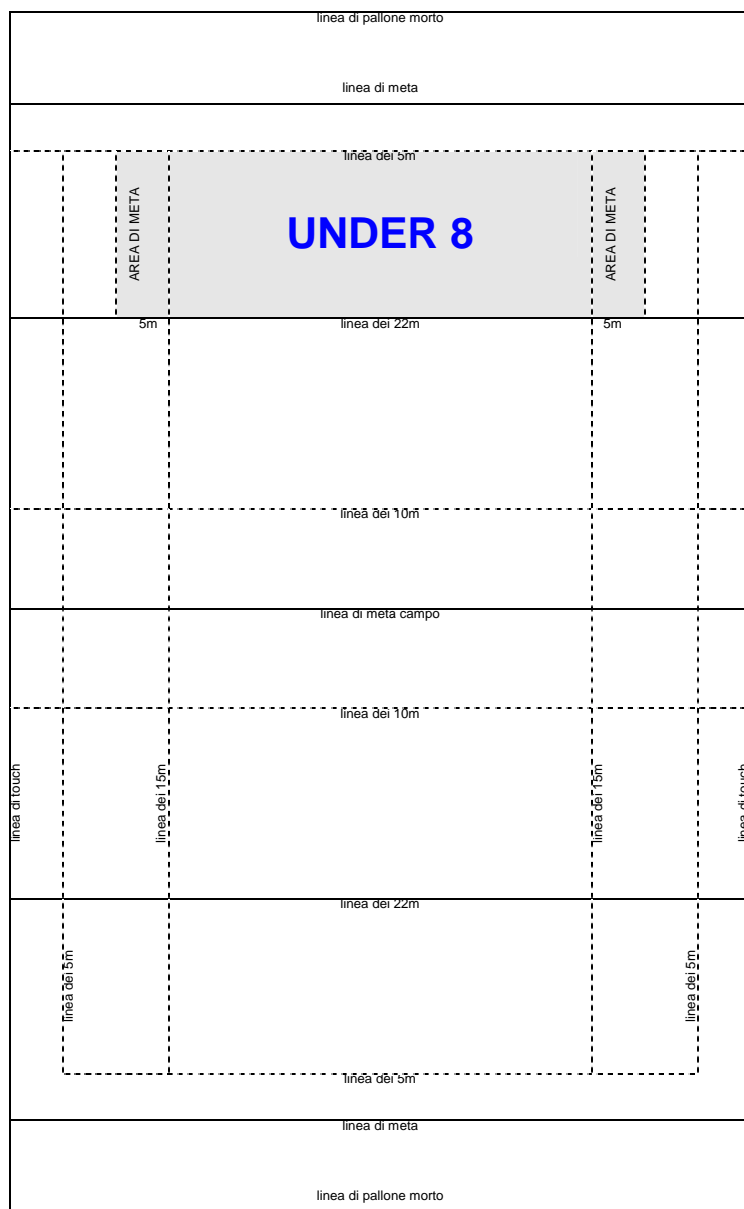 linea di pallone morto
linea di meta
linea dei 5m
AREA DI META
UNDER 8
AREA DI META
5m
linea dei 22m
5m
linea dei 10m
linea di meta campo
linea dei 10m
linea di touch
linea dei 15m
linea dei 15m
linea di touch
linea dei 22m
linea dei 5m
linea dei 5m
linea dei 5m
linea di meta
linea di pallone morto